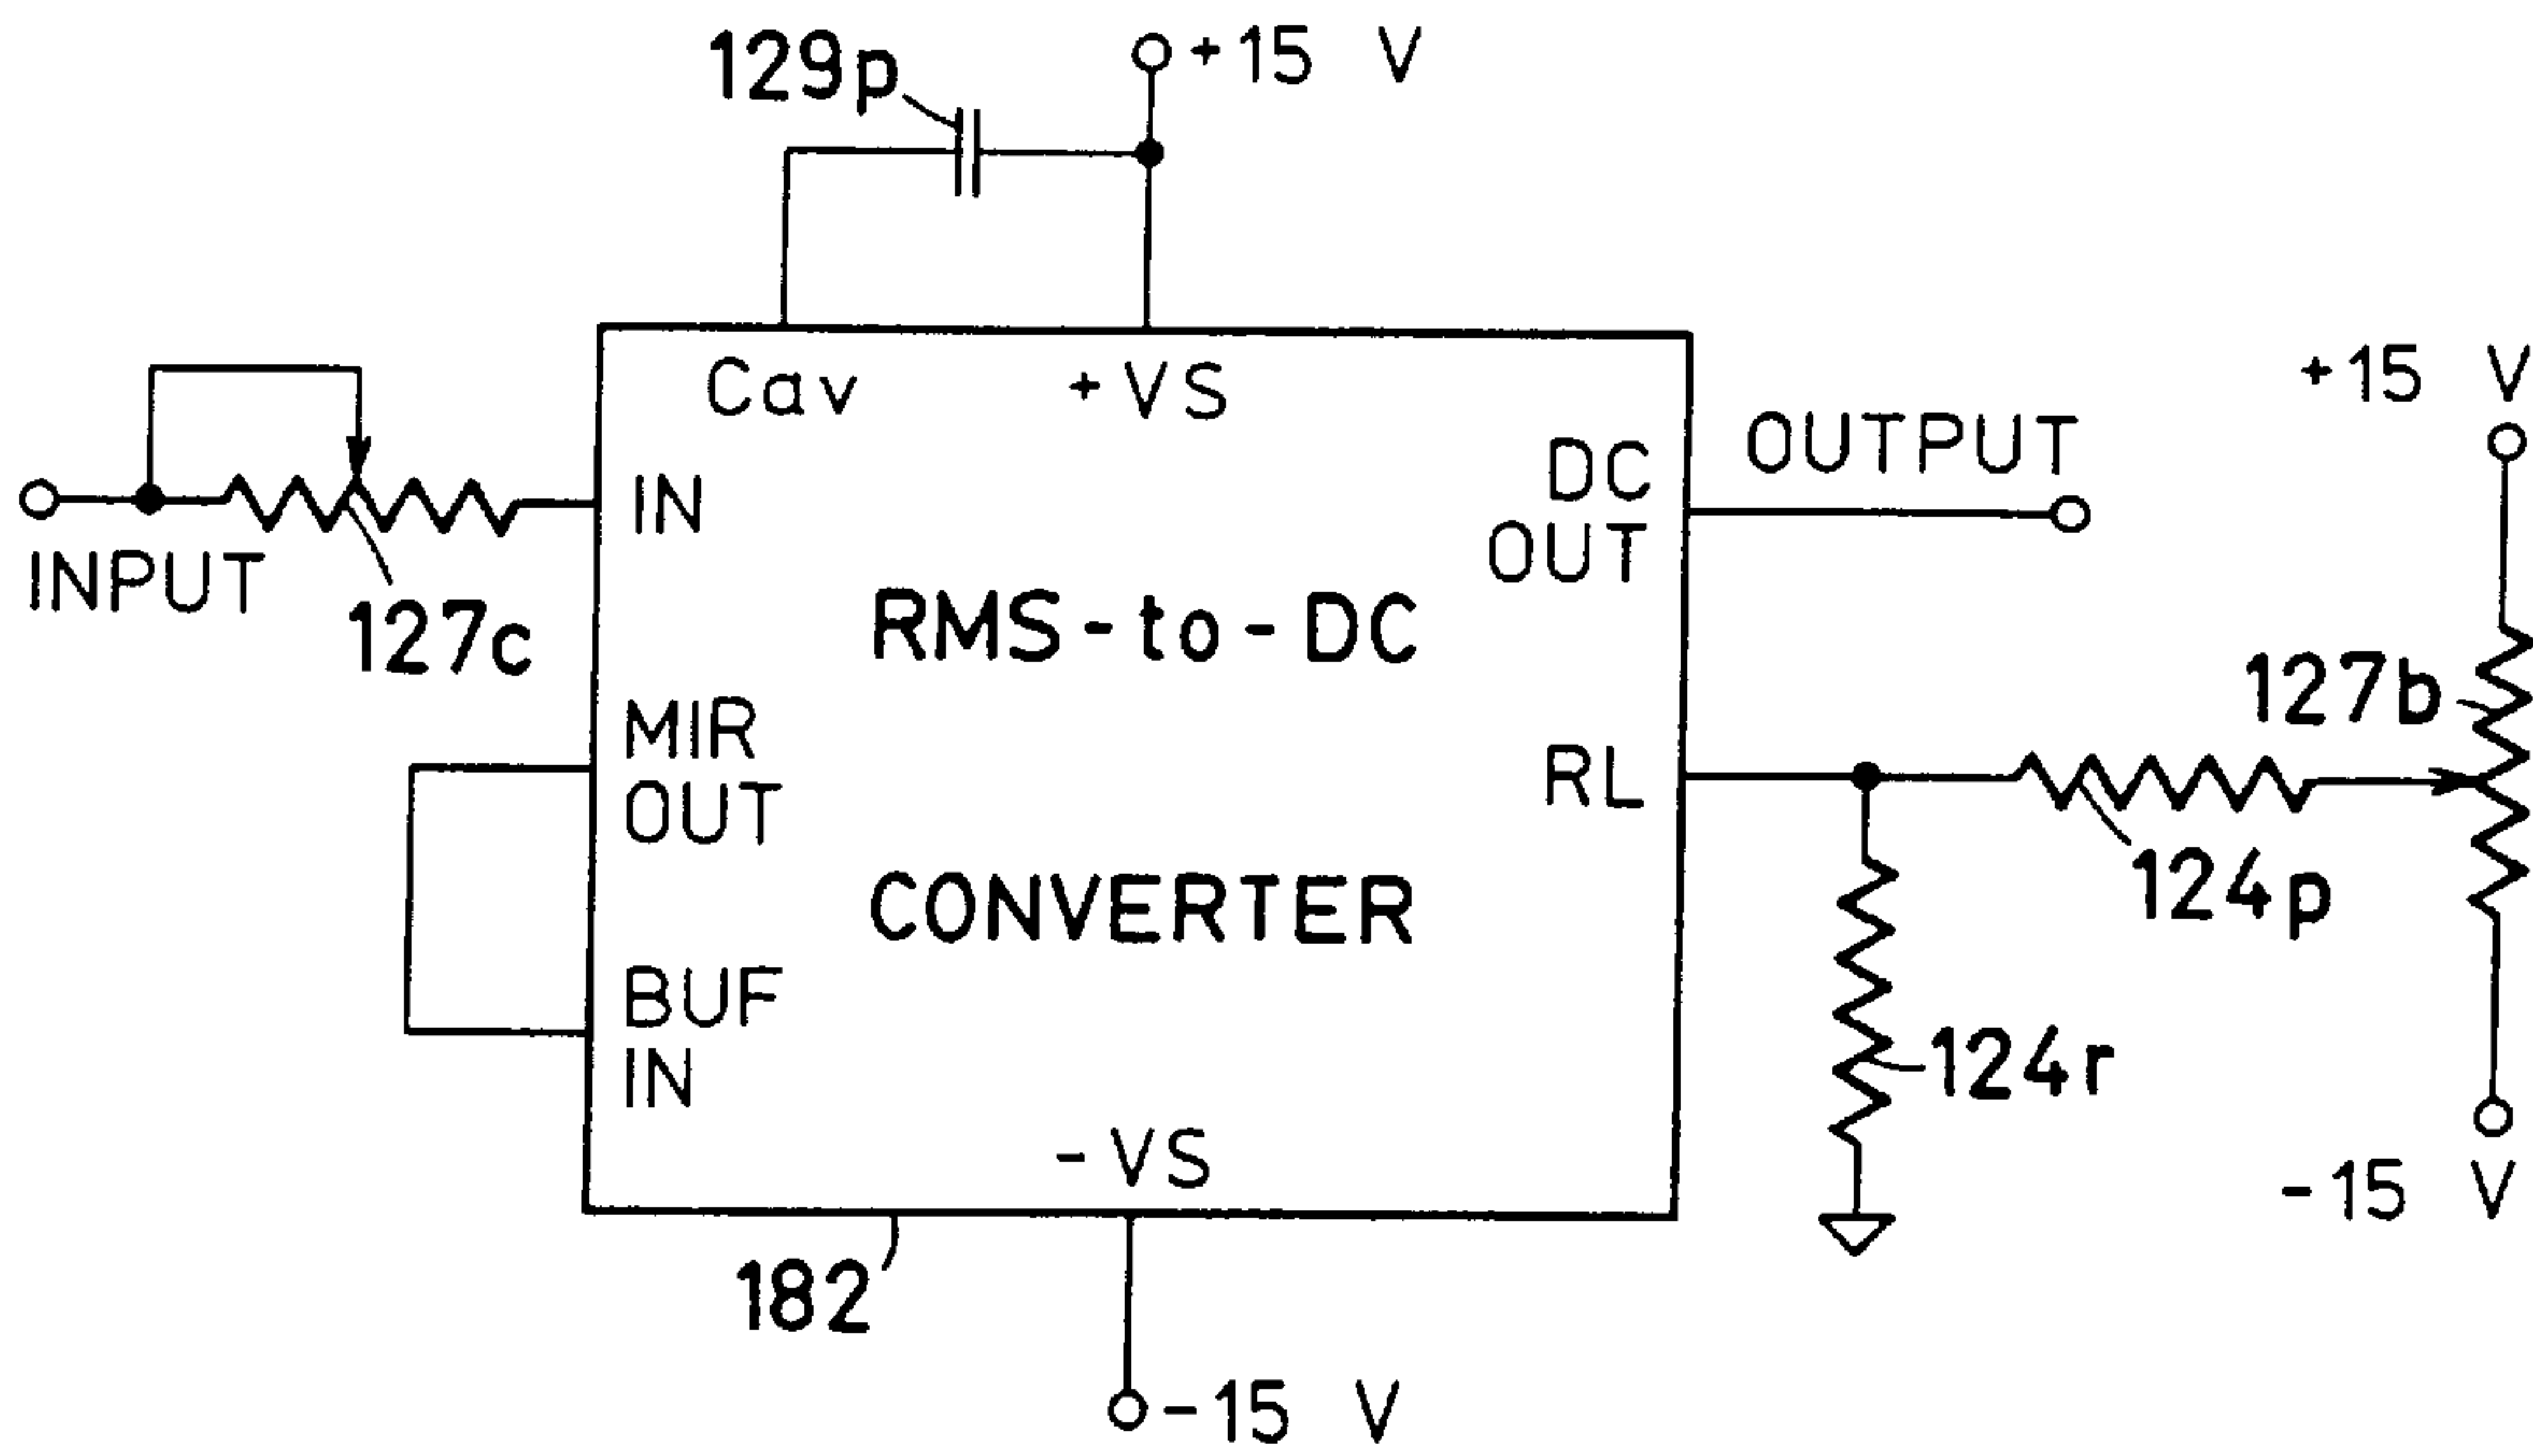 129p
+15 V
Cav
+VS
+15 V
DC
OUT
OUTPUT
IN
INPUT
127c
RMS-to-DC
CONVERTER
127b
MIR
OUT
RL
124p
BUF
IN
124r
-VS
-15 V
182
-15 V